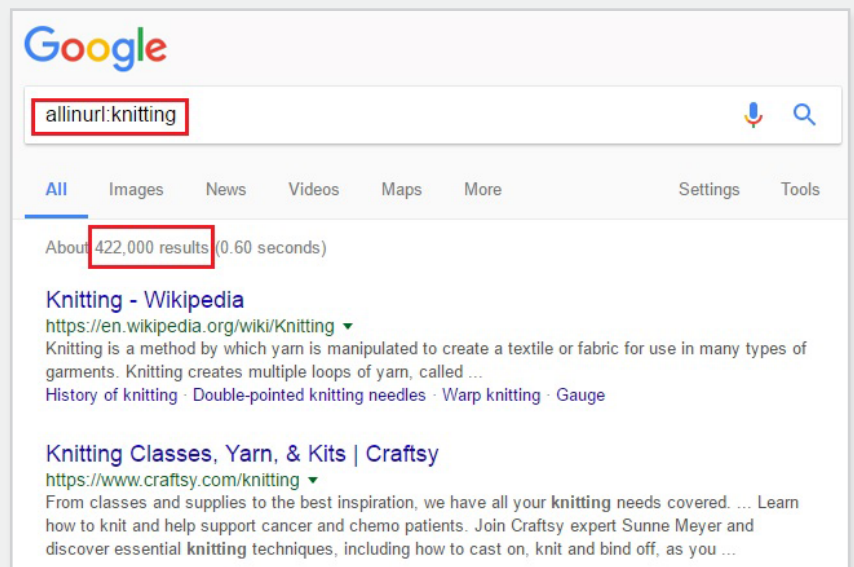 Google
allinurl:knitting
All Images News Videos Maps More Settings Tools
About 422,000 results (0.60 seconds)
Knitting - Wikipedia
https://en.wikipedia.org/wiki/Knitting
Knitting is a method by which yarn is manipulated to create a textile or fabric for use in many types of
garments. Knitting creates multiple loops of yarn, called ...
History of knitting · Double-pointed knitting needles · Warp knitting · Gauge
Knitting Classes, Yarn, & Kits | Craftsy
https://www.craftsy.com/knitting
From classes and supplies to the best inspiration, we have all your knitting needs covered. ... Learn
how to knit and help support cancer and chemo patients. Join Craftsy expert Sunne Meyer and
discover essential knitting techniques, including how to cast on, knit and bind off, as you ...